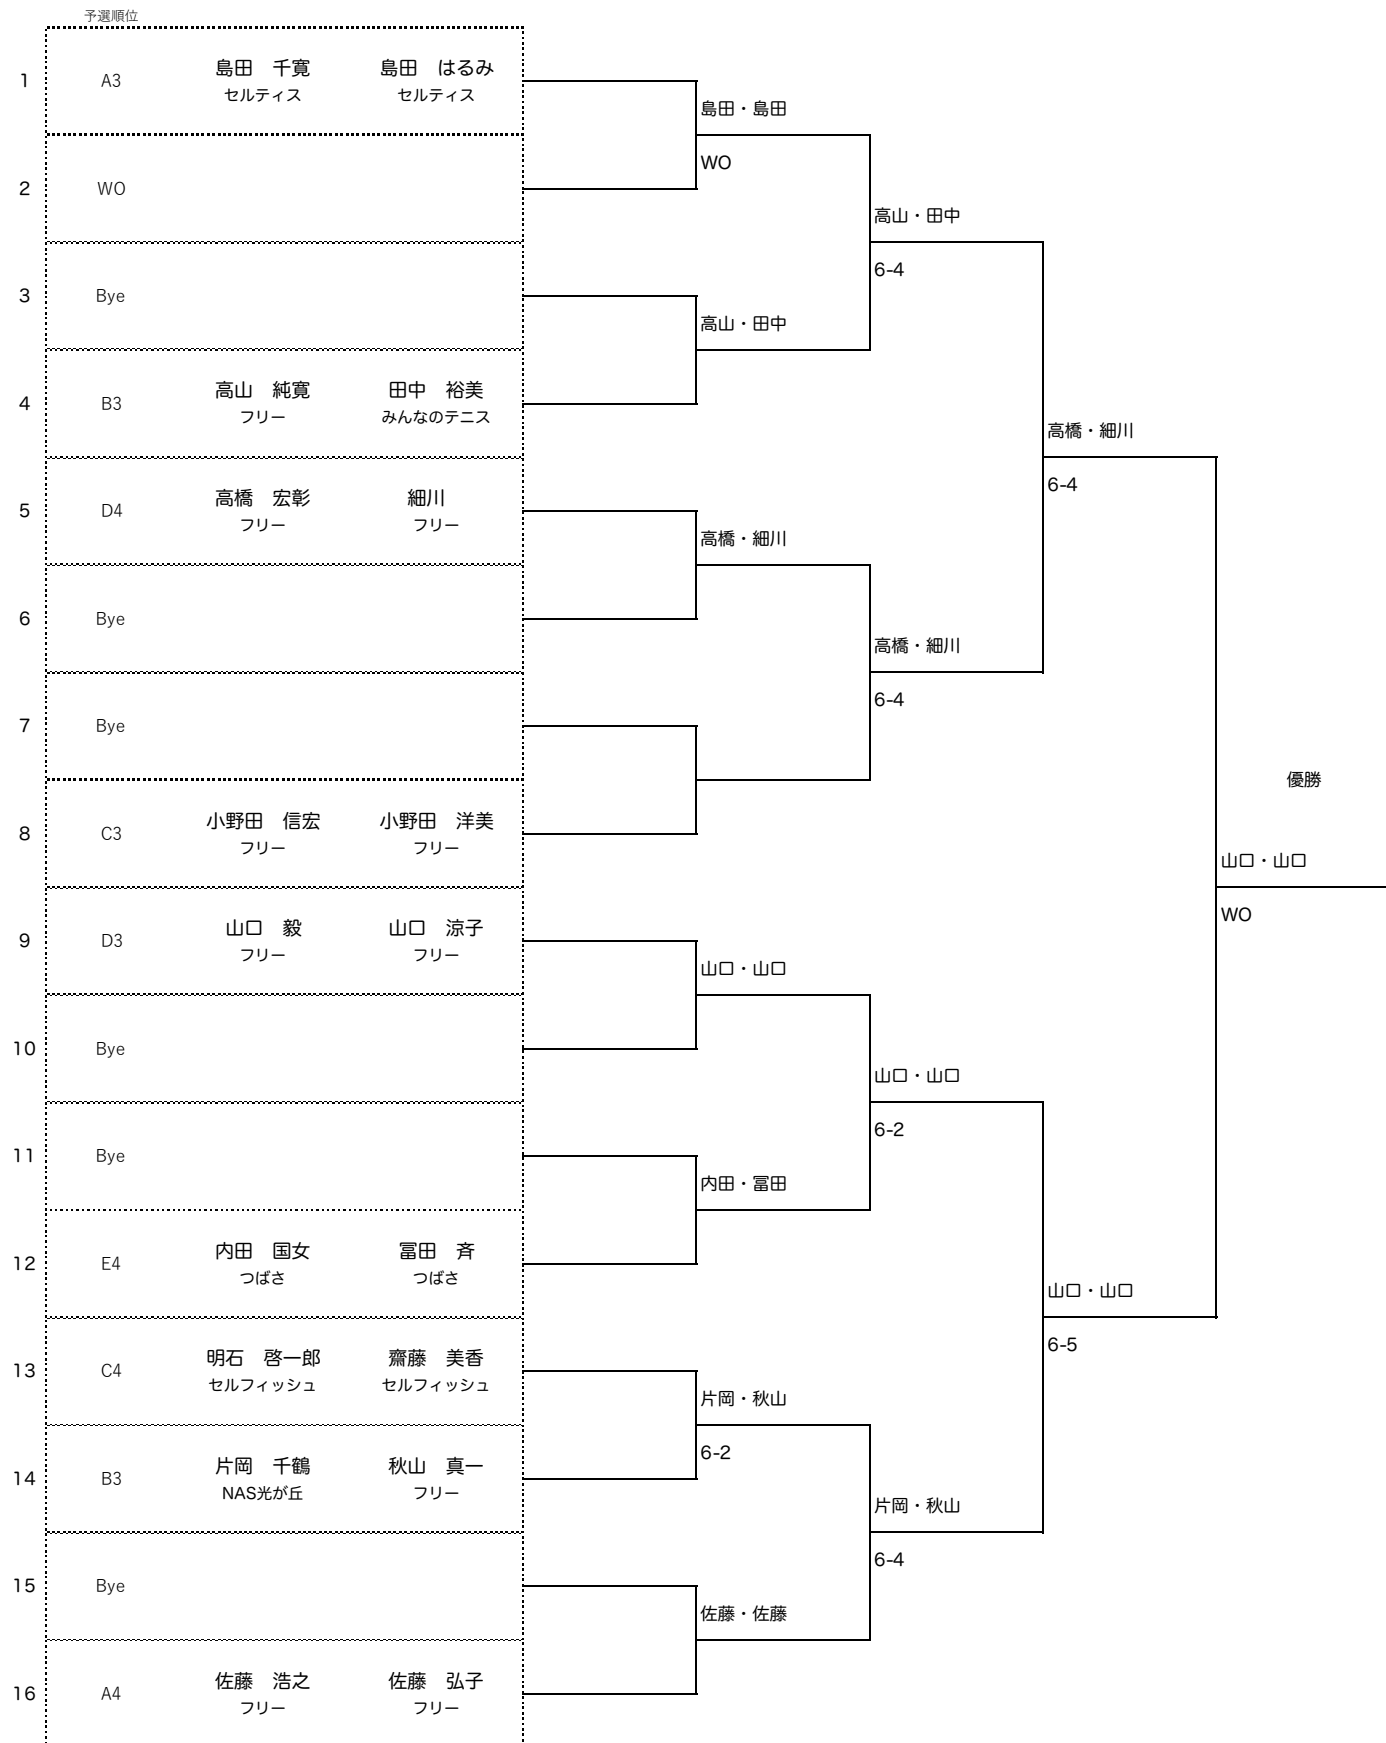 予選順位
1 A3 島田　千寛 島田　はるみ
セルティス セルティス
島田・島田
2 WO
WO
高山・田中
6-4
3 Bye
高山・田中
4 B3 高山　純寛 田中　裕美
フリー みんなのテニス
高橋・細川
6-4
5 D4 高橋　宏彰 細川
フリー フリー
高橋・細川
6 Bye
高橋・細川
6-4
7 Bye
優勝
8 C3 小野田　信宏 小野田　洋美
フリー フリー
山口・山口
WO
9 D3 山口　毅 山口　涼子
フリー フリー
山口・山口
10 Bye
山口・山口
6-2
11 Bye
内田・冨田
12 E4 内田　国女 冨田　斉
つばさ つばさ
山口・山口
6-5
13 C4 明石　啓一郎 齋藤　美香
セルフィッシュ セルフィッシュ
片岡・秋山
6-2
14 B3 片岡　千鶴 秋山　真一
NAS光が丘 フリー
片岡・秋山
6-4
15 Bye
佐藤・佐藤
16 A4 佐藤　浩之 佐藤　弘子
フリー フリー